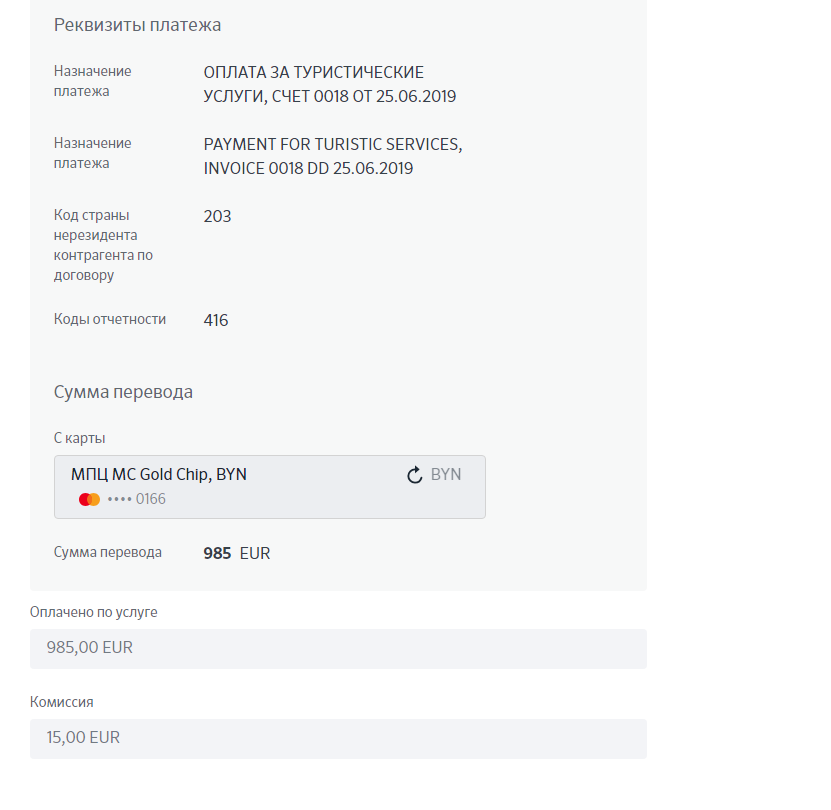 Реквизиты платежа
Назначение
платежа
ОПЛАТА ЗА ТУРИСТИЧЕСКИЕ
УСЛУГИ, СЧЕТ 0018 ОТ 25.06.2019
Назначение
платежа
PAYMENT FOR TURISTIC SERVICES,
INVOICE 0018 DD 25.06.2019
Код страны
нерезидента
контрагента по
договору
203
Коды отчетности
416
Сумма перевода
С карты
МПЦ MC Gold Chip, BYN
BYN
•••• 0166
Сумма перевода
985 EUR
Оплачено по услуге
985,00 EUR
Комиссия
15,00 EUR